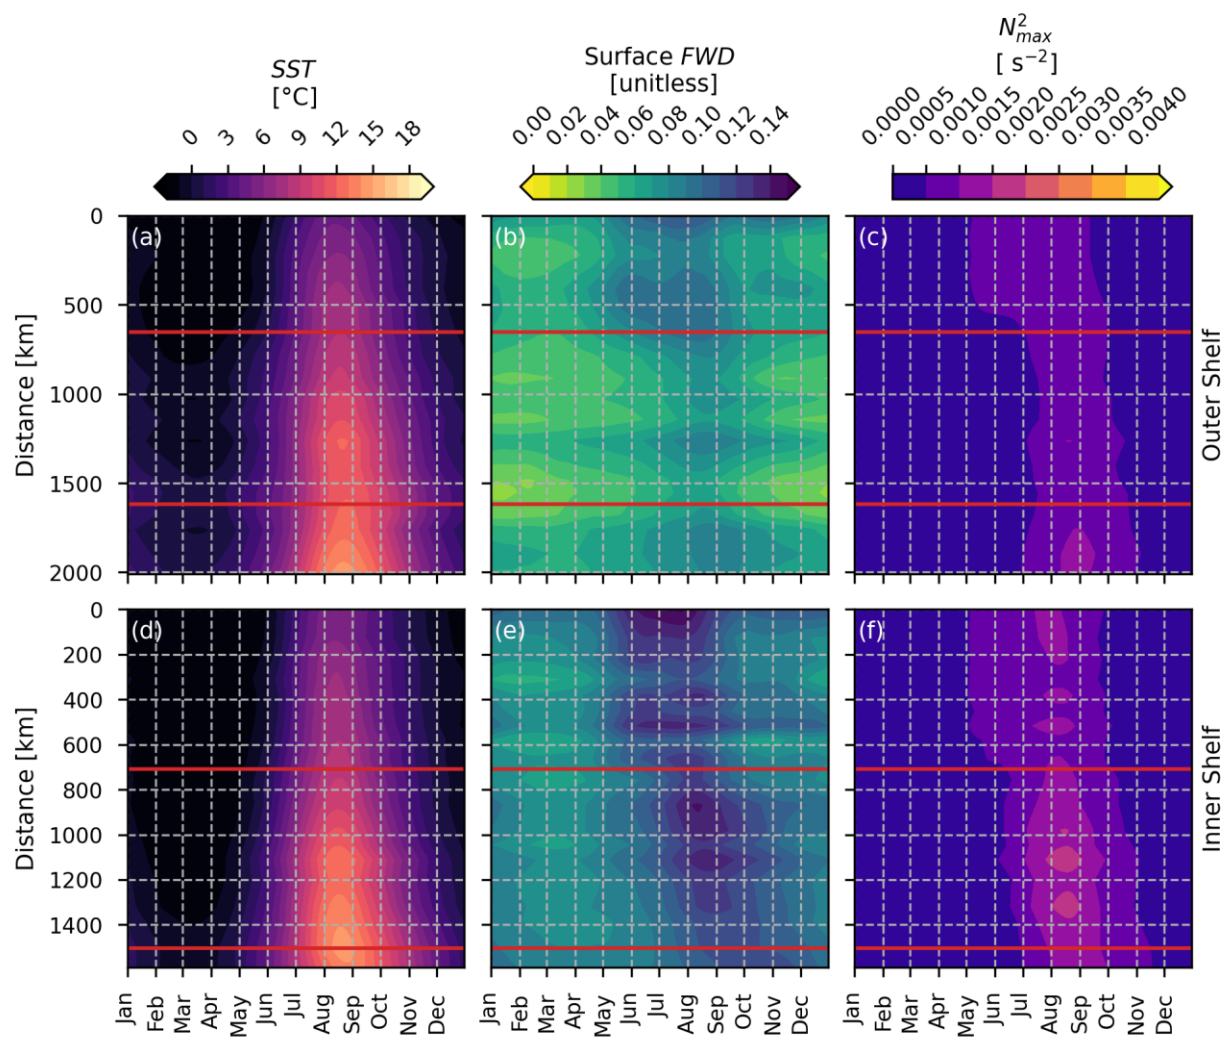 SST
[°C]
0 3 6 9 12 15 18
Surface FWD
[unitless]
0.00 0.02 0.04 0.06 0.08 0.10 0.12 0.14
N²max
[ s⁻²]
0.0000 0.0005 0.0010 0.0015 0.0020 0.0025 0.0030 0.0035 0.0040
Distance [km]
0
500
1000
1500
2000
(a)
(b)
(c)
Outer Shelf
Distance [km]
0
200
400
600
800
1000
1200
1400
(d)
(e)
(f)
Inner Shelf
Jan Feb Mar Apr May Jun Jul Aug Sep Oct Nov Dec
Jan Feb Mar Apr May Jun Jul Aug Sep Oct Nov Dec
Jan Feb Mar Apr May Jun Jul Aug Sep Oct Nov Dec